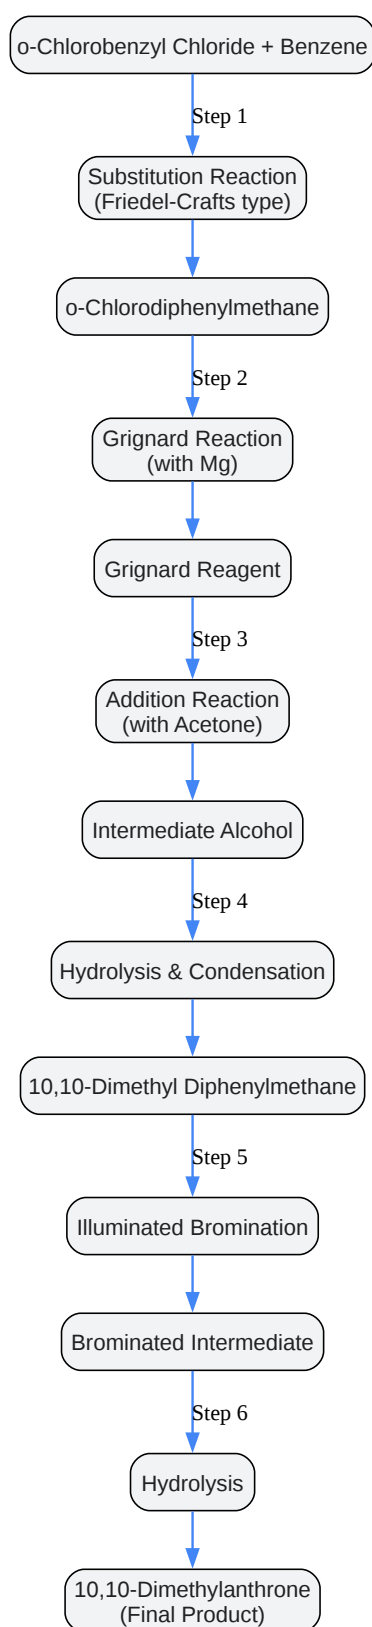 o-Chlorobenzyl Chloride + Benzene
Step 1
Substitution Reaction
(Friedel-Crafts type)
o-Chlorodiphenylmethane
Step 2
Grignard Reaction
(with Mg)
Grignard Reagent
Step 3
Addition Reaction
(with Acetone)
Intermediate Alcohol
Step 4
Hydrolysis & Condensation
10,10-Dimethyl Diphenylmethane
Step 5
Illuminated Bromination
Brominated Intermediate
Step 6
Hydrolysis
10,10-Dimethylanthrone
(Final Product)